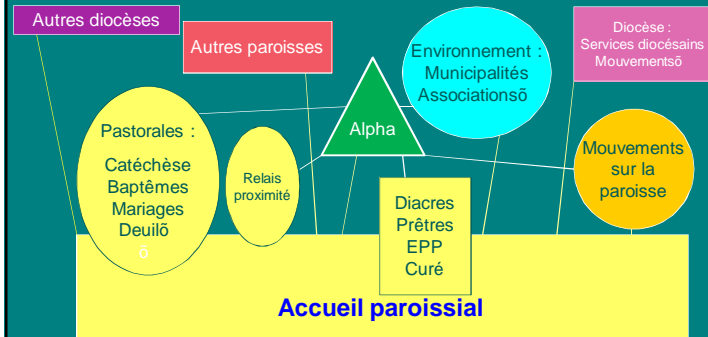 Autres diocèses
Autres paroisses
Environnement :
Municipalités
Associationsõ
Diocèse :
Services diocésains
Mouvementsõ
Alpha
Pastorales :
Catéchèse
Baptêmes
Mariages
Deuilõ
õ
Relais
proximité
Diacres
Prêtres
EPP
Curé
Mouvements
sur la
paroisse
Accueil paroissial